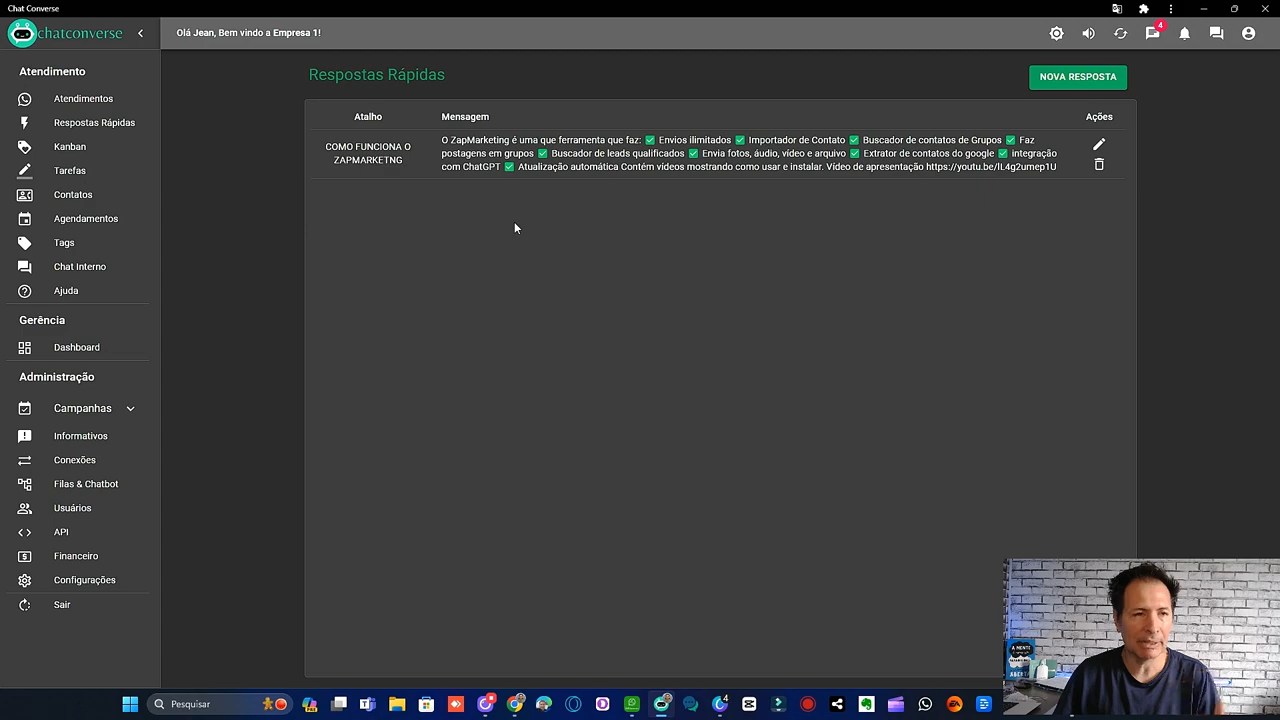 Chat Converse
chatconverse
Olá Jean, Bem vindo a Empresa 1!
4
Atendimento
Atendimentos
Respostas Rápidas
Kanban
Tarefas
Contatos
Agendamentos
Tags
Chat Interno
Ajuda
Gerência
Dashboard
Administração
Campanhas
Informativos
Conexões
Filas & Chatbot
Usuários
API
Financeiro
Configurações
Sair
Respostas Rápidas
NOVA RESPOSTA
Atalho
Mensagem
Ações
COMO FUNCIONA O
ZAPMARKETNG
O ZapMarketing é uma que ferramenta que faz: ✅ Envios ilimitados ✅ Importador de Contato ✅ Buscador de contatos de Grupos ✅ Faz
postagens em grupos ✅ Buscador de leads qualificados ✅ Envia fotos, áudio, vídeo e arquivo ✅ Extrator de contatos do google ✅ integração
com ChatGPT ✅ Atualização automática Contém vídeos mostrando como usar e instalar. Vídeo de apresentação https://youtu.be/lL4g2umep1U
A MENTE
ABERTA
Pesquisar
4